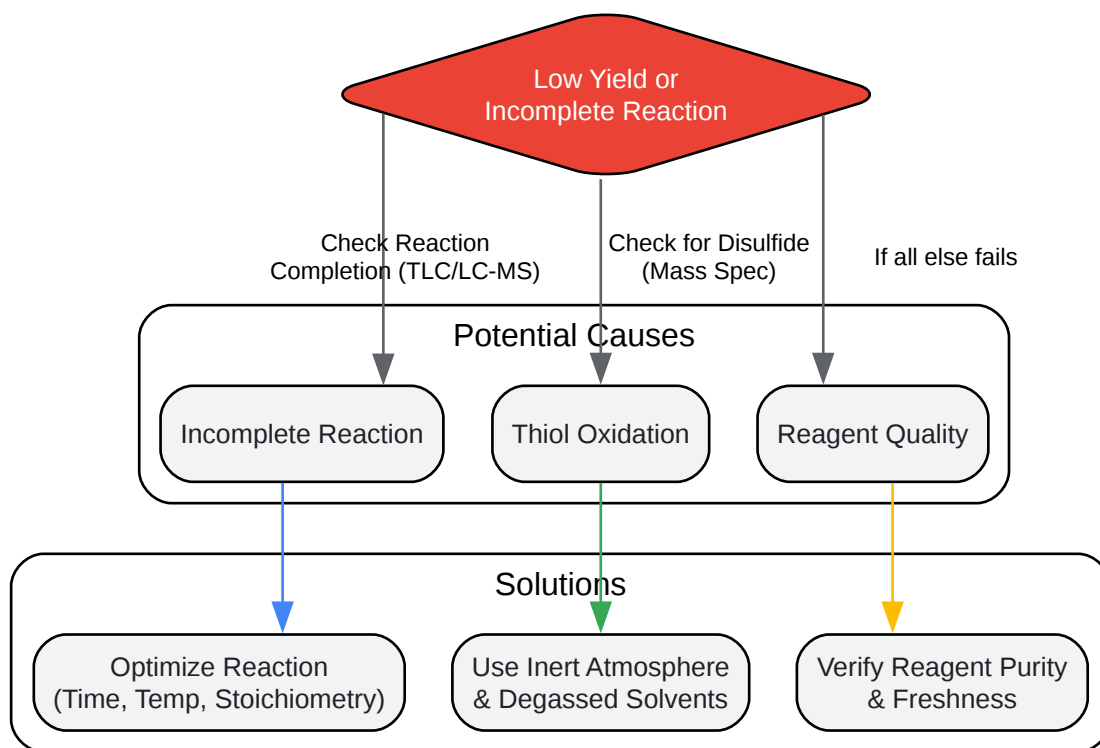 Low Yield or
Incomplete Reaction
Check Reaction
Completion (TLC/LC-MS)
Check for Disulfide
(Mass Spec)
If all else fails
Potential Causes
Incomplete Reaction
Thiol Oxidation
Reagent Quality
Solutions
Optimize Reaction
(Time, Temp, Stoichiometry)
Use Inert Atmosphere
& Degassed Solvents
Verify Reagent Purity
& Freshness